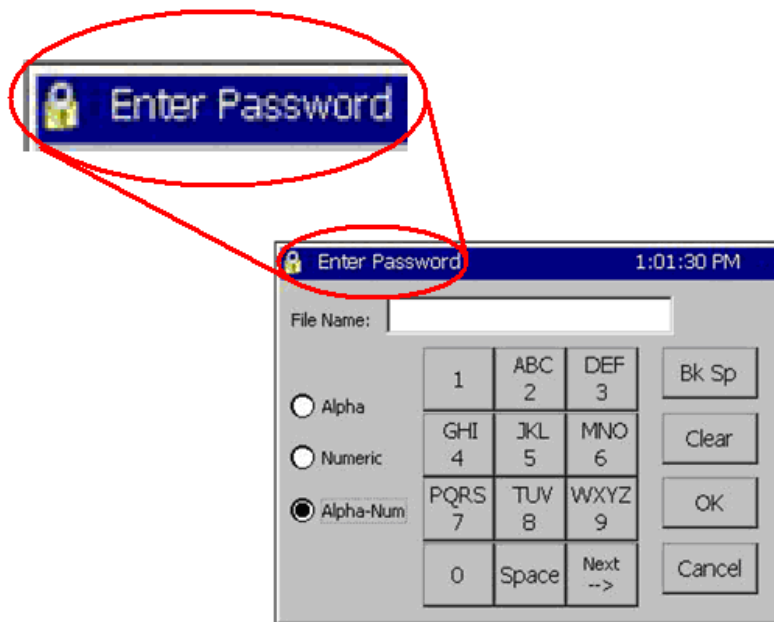 Enter Password
Enter Password 1:01:30 PM
File Name:
Alpha
Numeric
Alpha-Num
1 ABC 2 DEF 3
GHI 4 JKL 5 MNO 6
PQRS 7 TUV 8 WXYZ 9
0 Space Next -->
Bk Sp
Clear
OK
Cancel